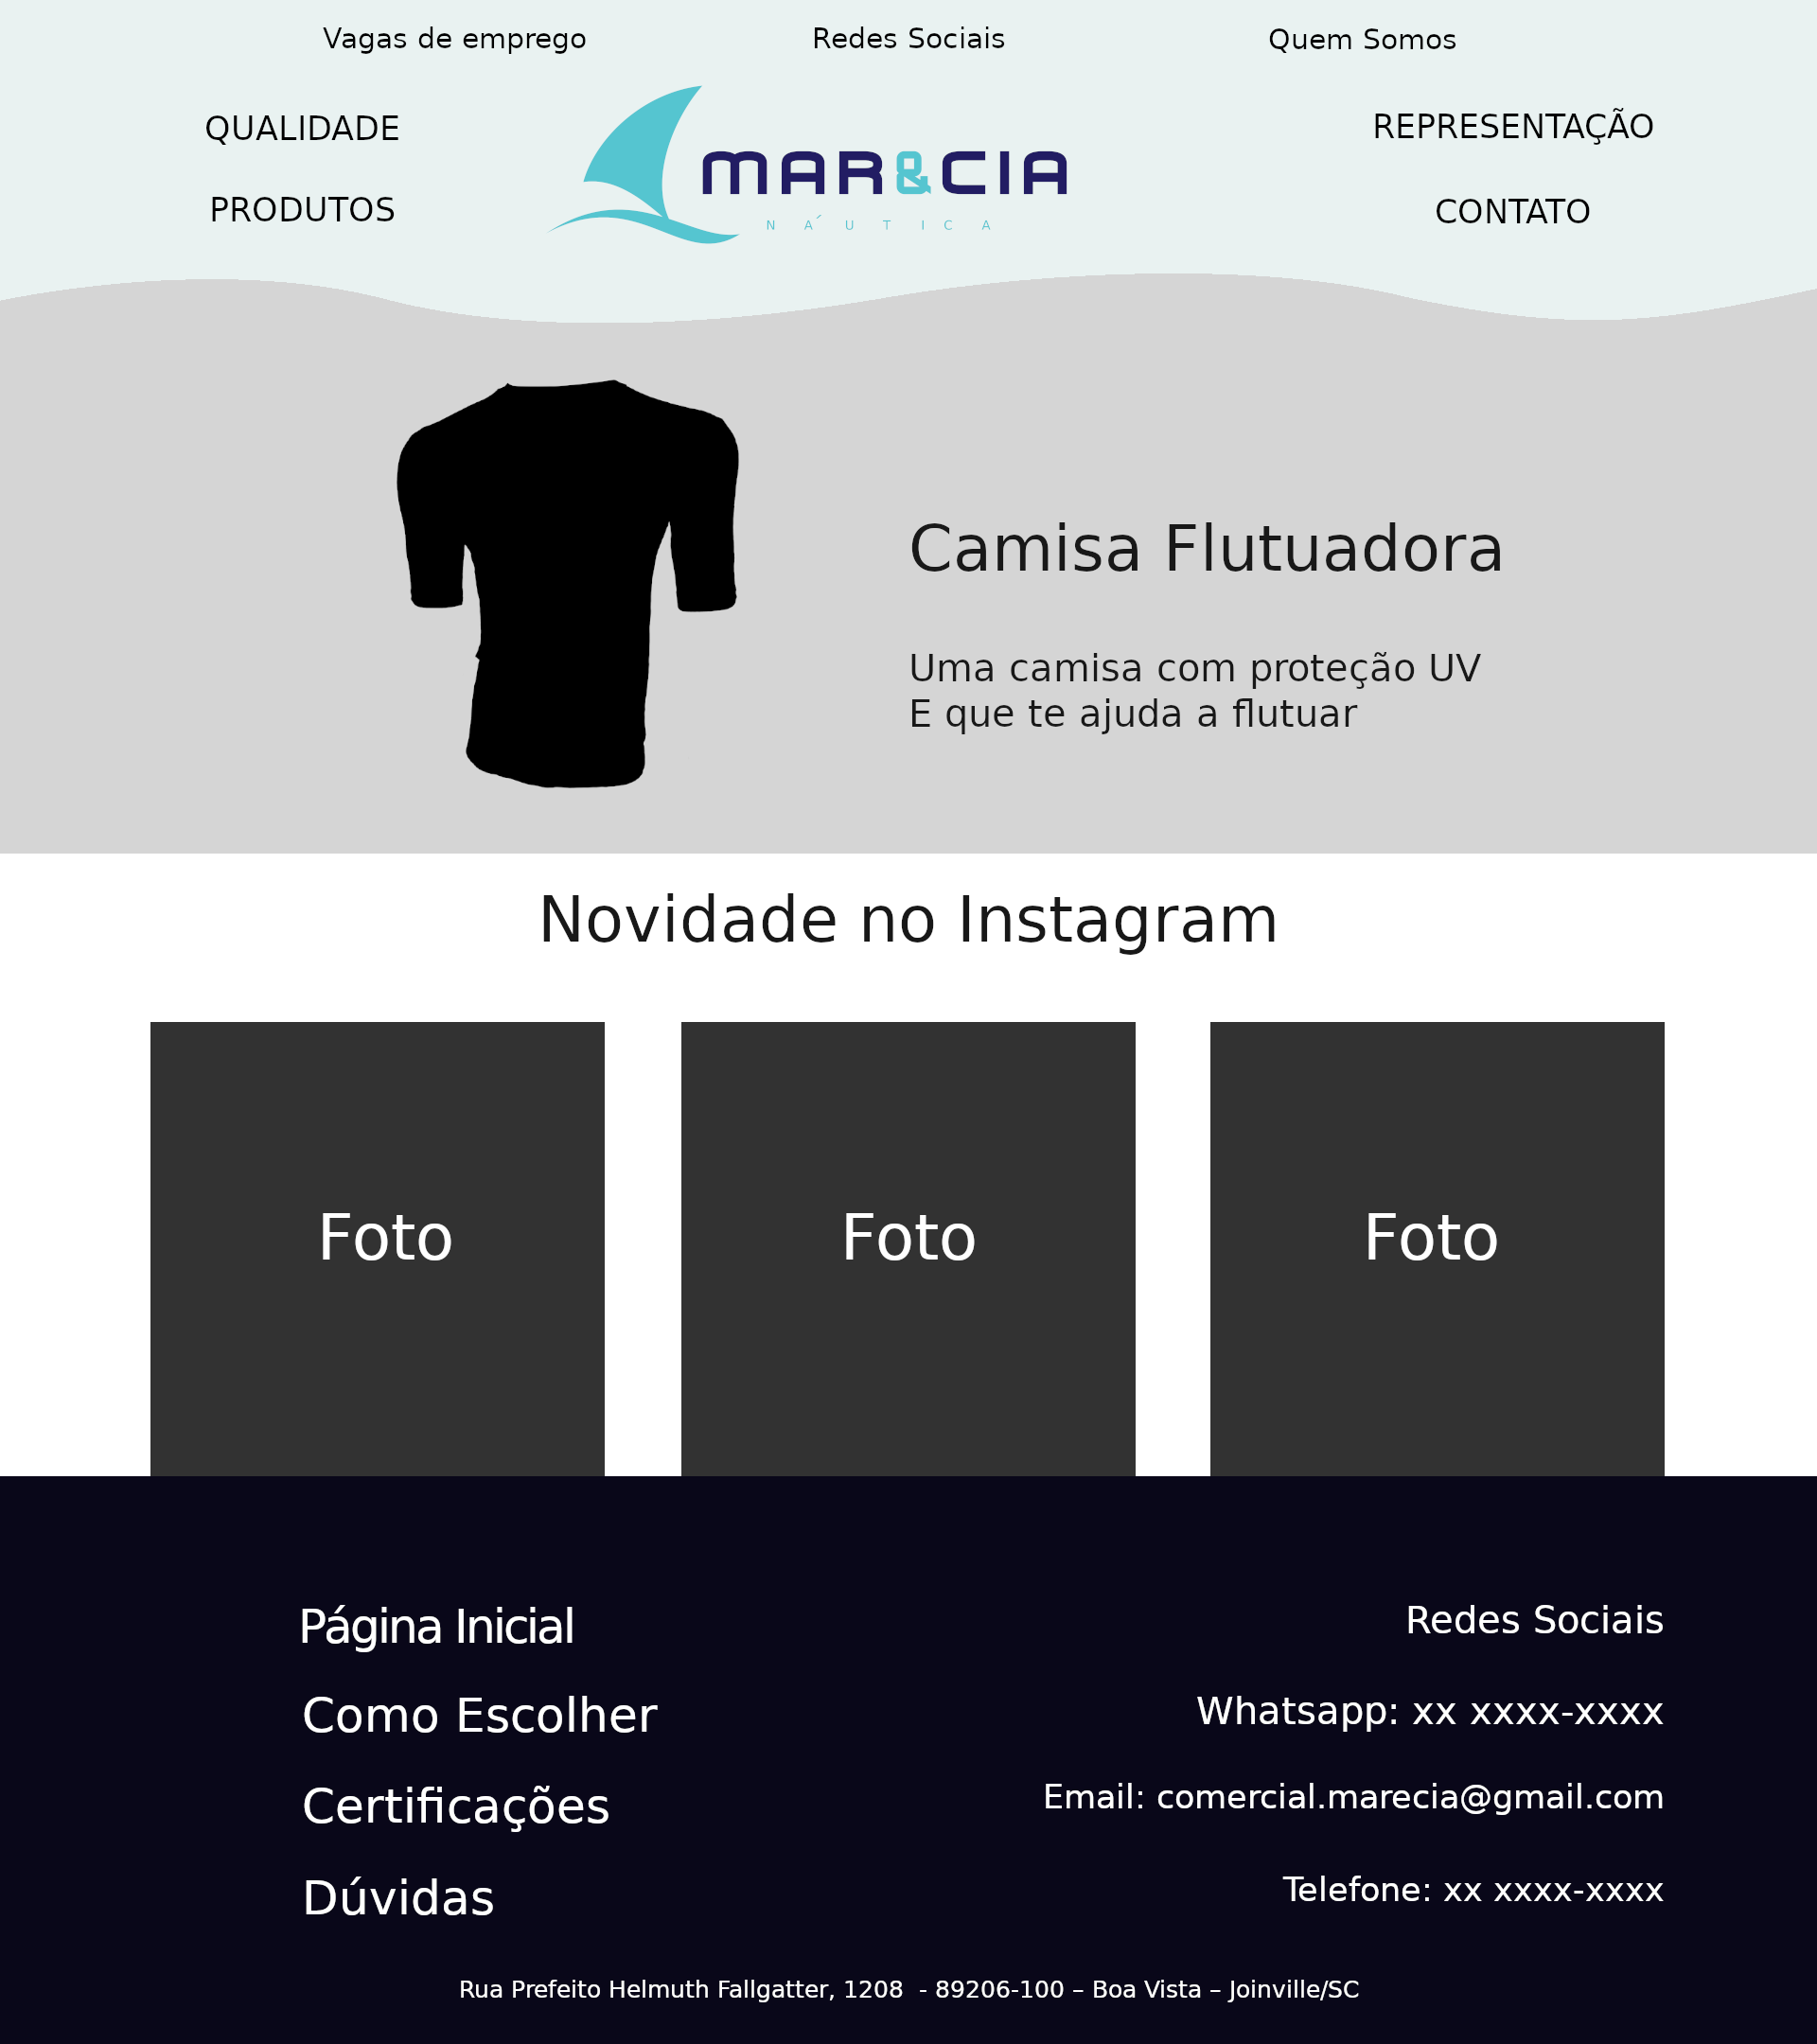 Vagas de emprego
Redes Sociais
Quem Somos
QUALIDADE
REPRESENTAÇÃO
MAR&CIA
NÁUTICA
PRODUTOS
CONTATO
Camisa Flutuadora
Uma camisa com proteção UV
E que te ajuda a flutuar
Novidade no Instagram
Foto
Foto
Foto
Página Inicial
Como Escolher
Certificações
Dúvidas
Redes Sociais
Whatsapp: xx xxxx-xxxx
Email: comercial.marecia@gmail.com
Telefone: xx xxxx-xxxx
Rua Prefeito Helmuth Fallgatter, 1208  - 89206-100 – Boa Vista – Joinville/SC